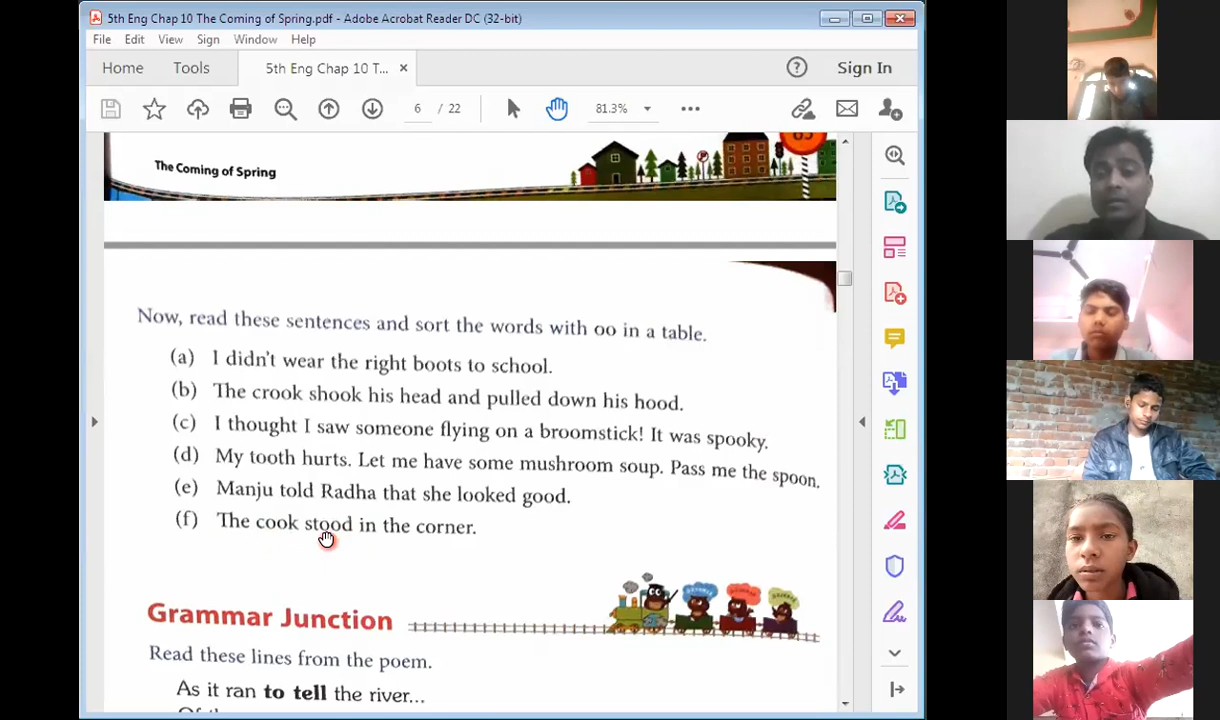 5th Eng Chap 10 The Coming of Spring.pdf - Adobe Acrobat Reader DC (32-bit)
File Edit View Sign Window Help
Home Tools 5th Eng Chap 10 T... × Sign In
6 / 22 81.3%
The Coming of Spring
Now, read these sentences and sort the words with oo in a table.
(a) I didn't wear the right boots to school.
(b) The crook shook his head and pulled down his hood.
(c) I thought I saw someone flying on a broomstick! It was spooky.
(d) My tooth hurts. Let me have some mushroom soup. Pass me the spoon.
(e) Manju told Radha that she looked good.
(f) The cook stood in the corner.
Grammar Junction
Read these lines from the poem.
As it ran to tell the river...